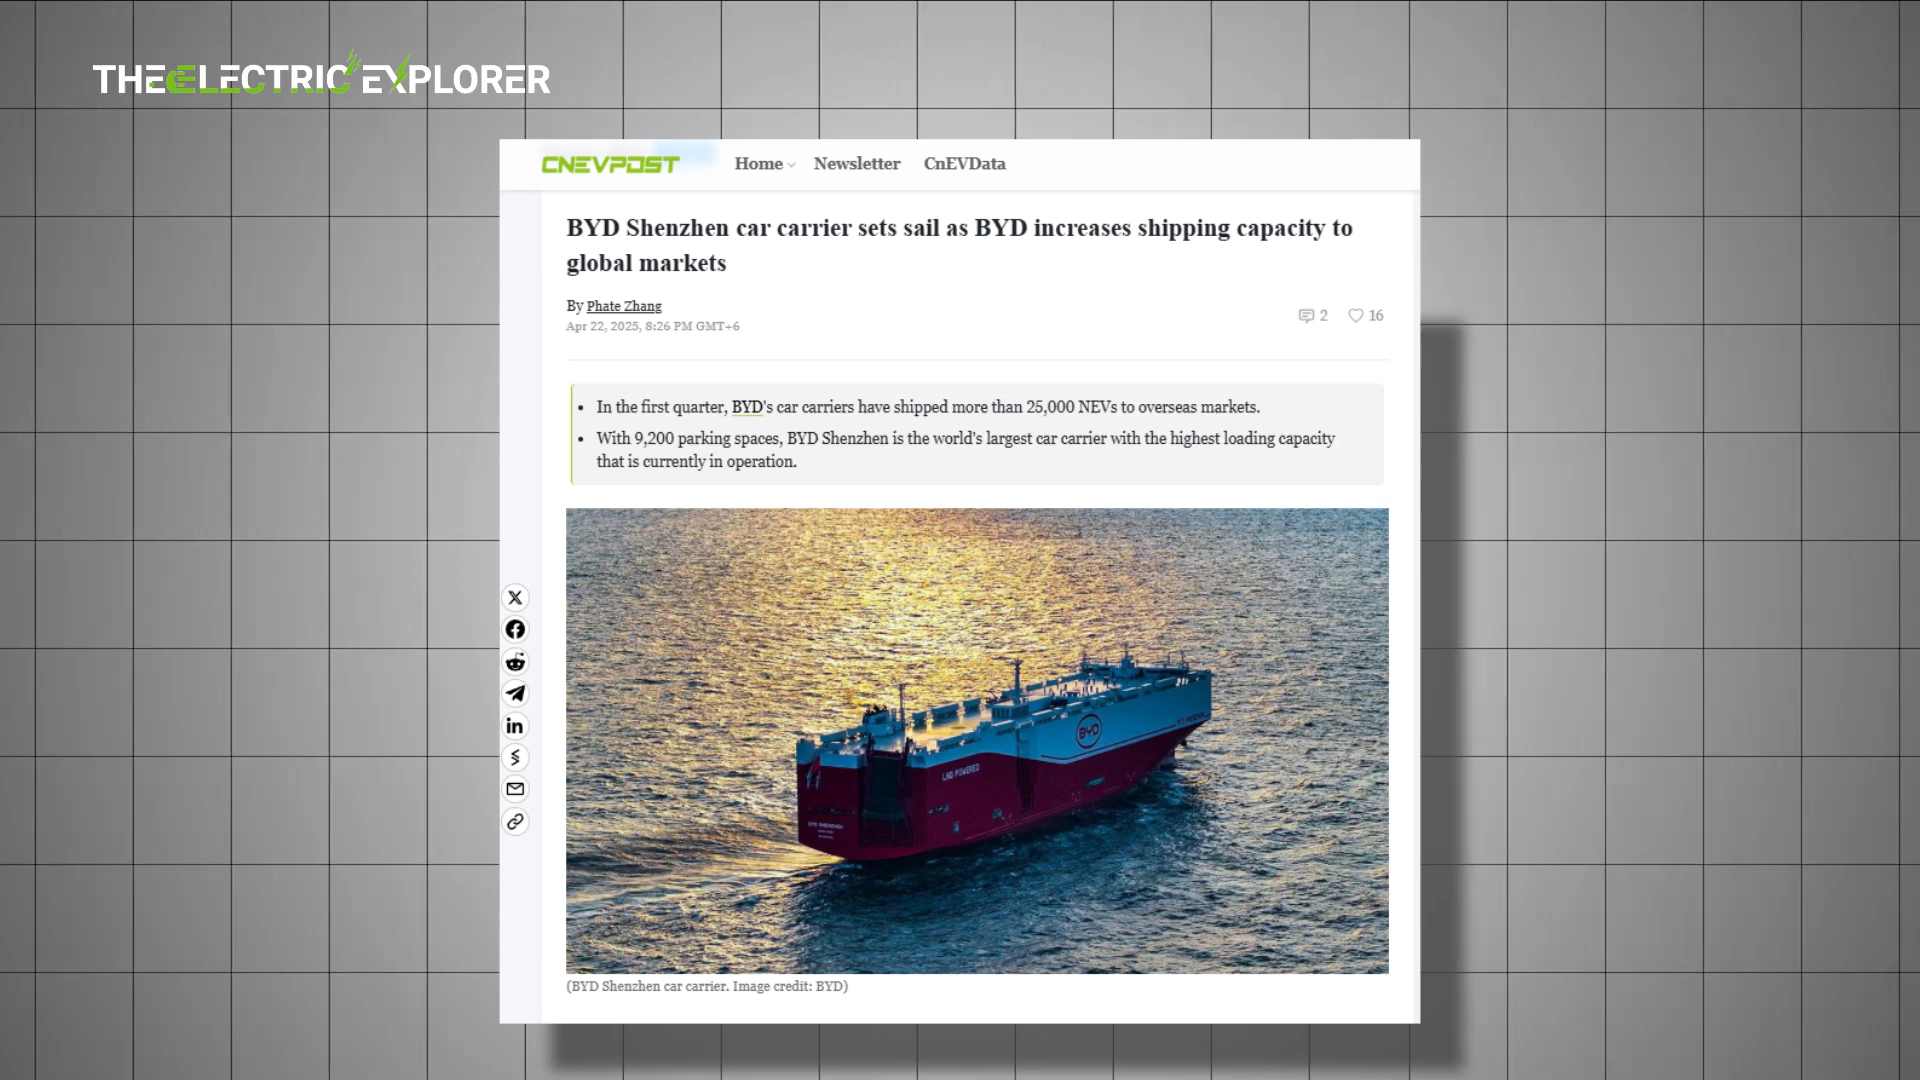 THE ELECTRIC EXPLORER
CNEVPOST
Home
Newsletter
CnEVData
BYD Shenzhen car carrier sets sail as BYD increases shipping capacity to
global markets
By Phate Zhang
Apr 22, 2025, 8:26 PM GMT+6
2
16
• In the first quarter, BYD's car carriers have shipped more than 25,000 NEVs to overseas markets.
• With 9,200 parking spaces, BYD Shenzhen is the world's largest car carrier with the highest loading capacity
that is currently in operation.
BYD
LNG POWERED
BYD SHENZHEN
(BYD Shenzhen car carrier. Image credit: BYD)